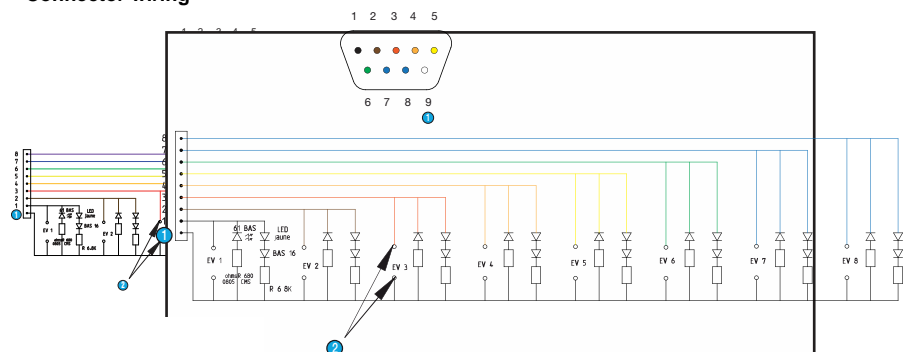 Connector wiring
1 2 3 4 5
1 2 3 4 5
6 7 8 9
1
8
7
6
5
4
3
2
1
8
7
6
5
4
3
2
1
1
EV 1
61 BAS
LED
jaune
BAS 16
EV 2
ohmsR 680
0805 CMS
R 6.8K
1
2
EV 1
61 BAS
LED
jaune
BAS 16
ohmsR 680
0805 CMS
R 6 8K
EV 2
EV 3
EV 4
EV 5
EV 6
EV 7
EV 8
2